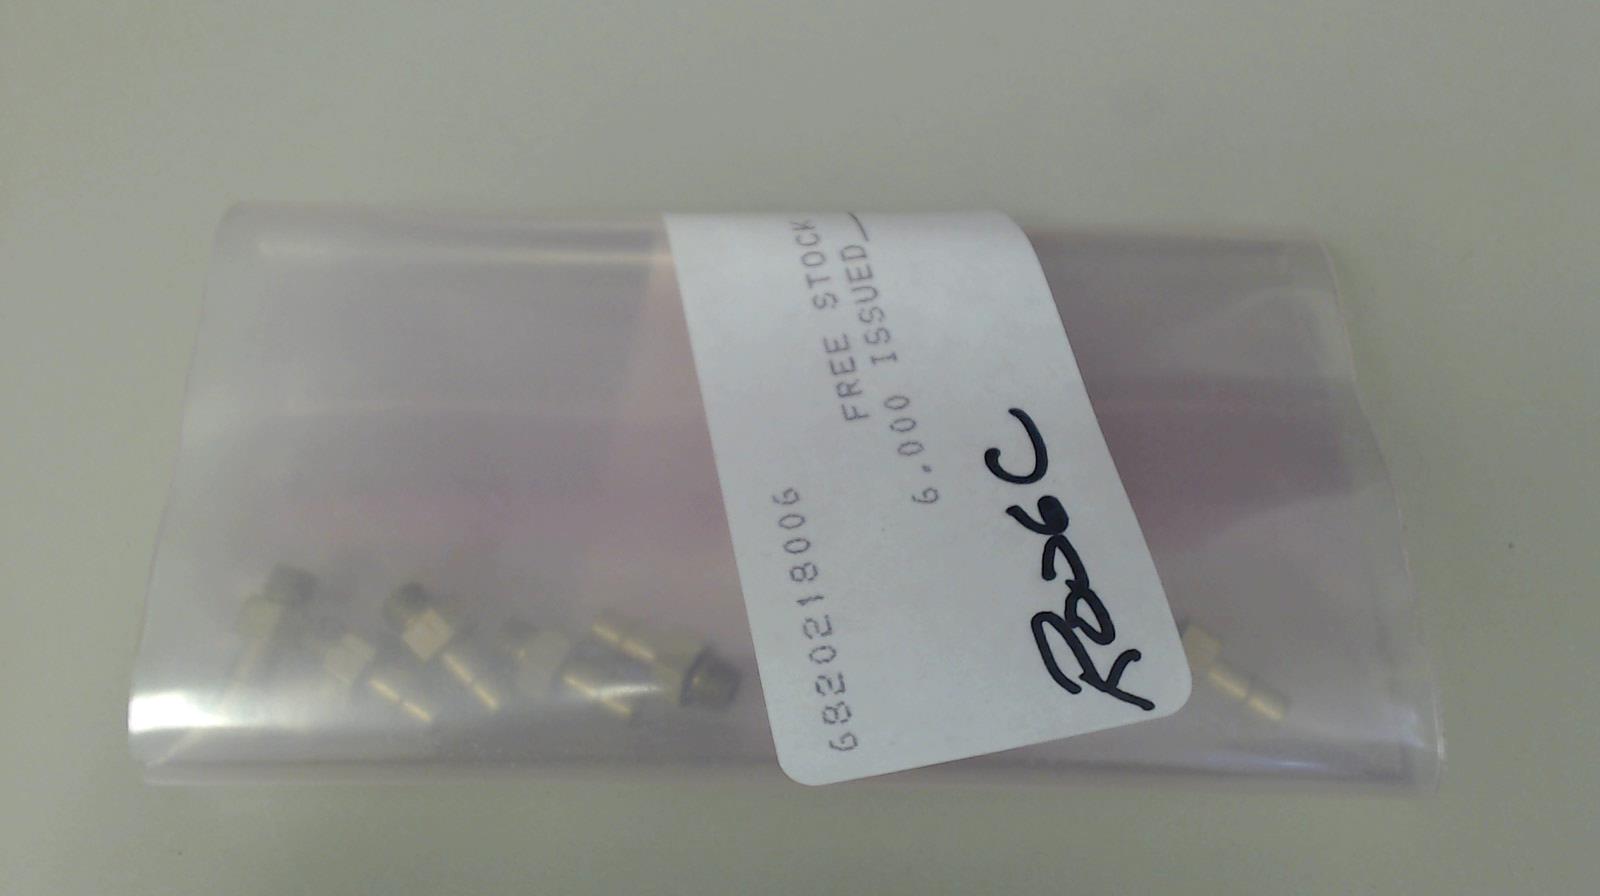 6820218006
FREE STOCK
6.000 ISSUED_